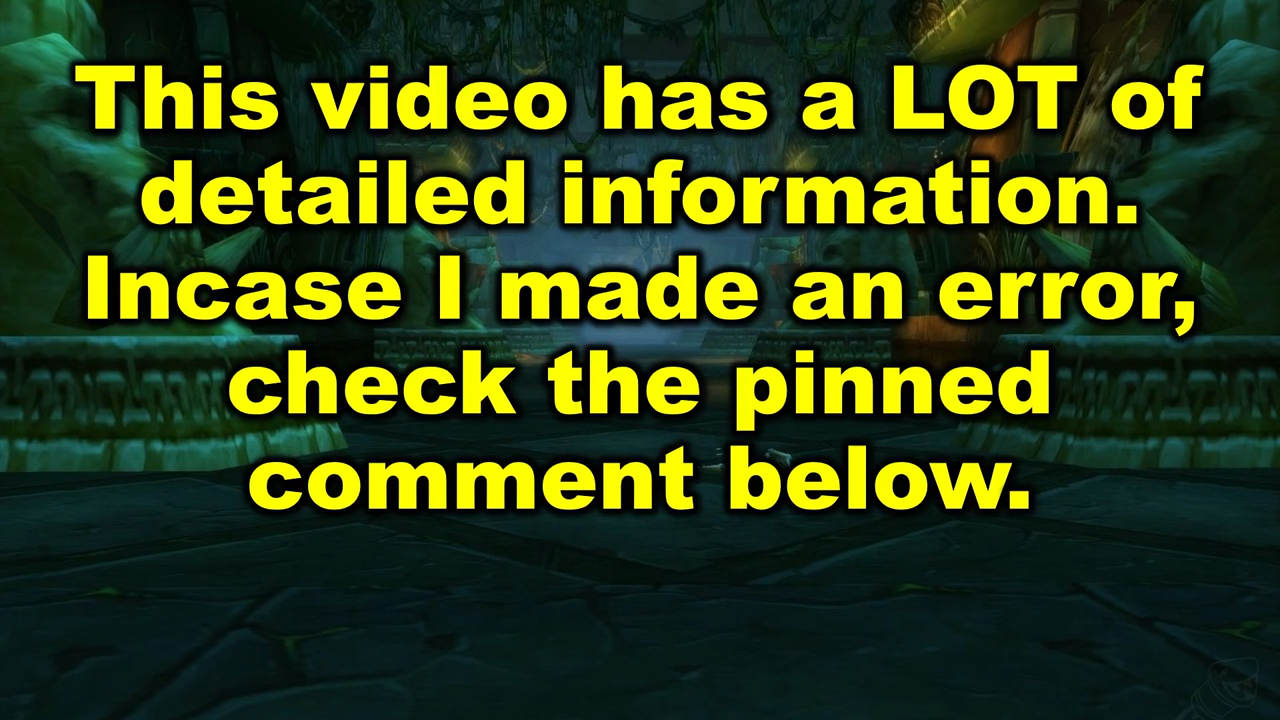 This video has a LOT of
detailed information.
Incase I made an error,
check the pinned
comment below.